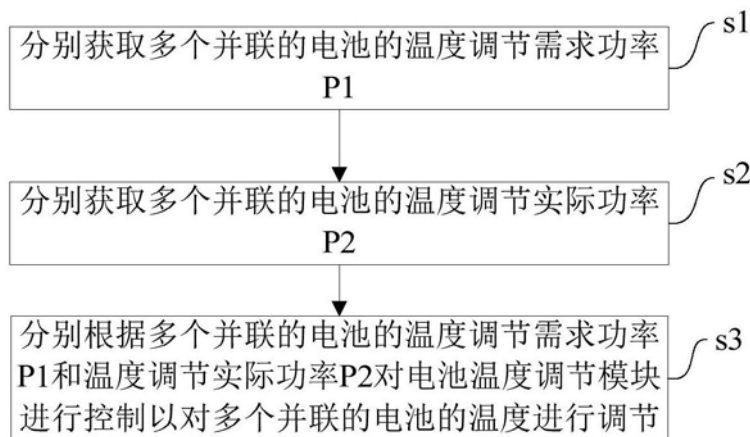 分别获取多个并联的电池的温度调节需求功率
P1
s1
分别获取多个并联的电池的温度调节实际功率
P2
s2
分别根据多个并联的电池的温度调节需求功率
P1和温度调节实际功率P2对电池温度调节模块
进行控制以对多个并联的电池的温度进行调节
s3